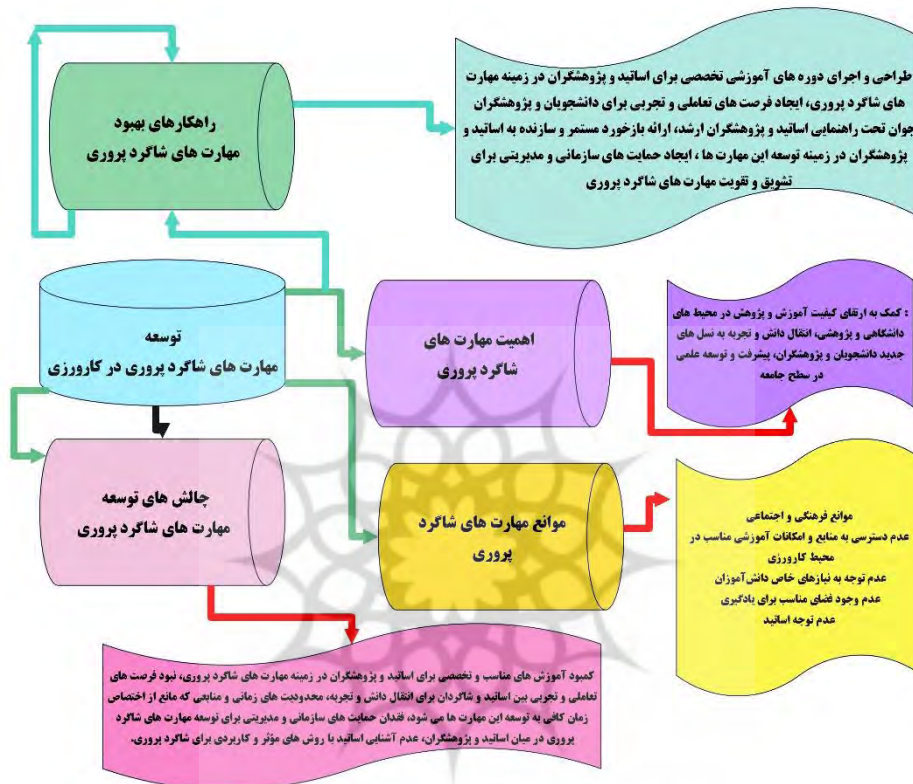 راهکارهای بهبود
مهارت های شاگرد پروری
طراحی و اجرای دوره های آموزشی تخصصی برای اساتید و پژوهشگران در زمینه مهارت
های شاگرد پروری، ایجاد فرصت های تعاملی و تجربی برای دانشجویان و پژوهشگران
جوان تحت راهنمایی اساتید و پژوهشگران ارشد، ارائه بازخورد مستمر و سازنده به اساتید و
پژوهشگران در زمینه توسعه این مهارت ها ، ایجاد حمایت های سازمانی و مدیریتی برای
تشویق و تقویت مهارت های شاگرد پروری
توسعه
مهارت های شاگرد پروری در کارورزی
اهمیت مهارت های
شاگرد پروری
: کمک به ارتقای کیفیت آموزش و پژوهش در محیط های
دانشگاهی و پژوهشی، انتقال دانش و تجربه به نسل های
جدید دانشجویان و پژوهشگران، پیشرفت و توسعه علمی
در سطح جامعه
چالش های توسعه
مهارت های شاگرد پروری
موانع مهارت های شاگرد
پروری
موانع فرهنگی و اجتماعی
عدم دسترسی به منابع و امکانات آموزشی مناسب در
محیط کارورزی
عدم توجه به نیازهای خاص دانش‌آموزان
عدم وجود فضای مناسب برای یادگیری
عدم توجه اساتید
کمبود آموزش های مناسب و تخصصی برای اساتید و پژوهشگران در زمینه مهارت های شاگرد پروری، نبود فرصت های
تعاملی و تجربی بین اساتید و شاگردان برای انتقال دانش و تجربه، محدودیت های زمانی و منابعی که مانع از اختصاص
زمان کافی به توسعه این مهارت ها می شود، فقدان حمایت های سازمانی و مدیریتی برای توسعه مهارت های شاگرد
پروری در میان اساتید و پژوهشگران، عدم آشنایی اساتید با روش های مؤثر و کاربردی برای شاگرد پروری.